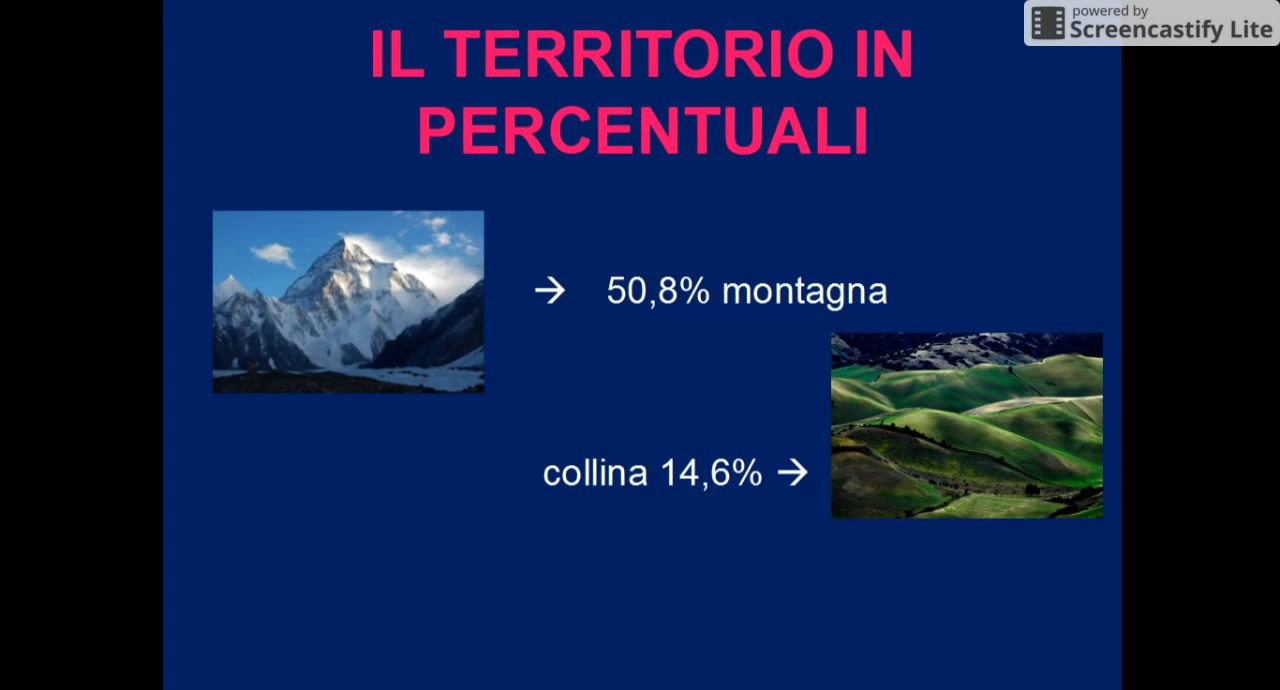 powered by
Screencastify Lite
IL TERRITORIO IN
PERCENTUALI
→ 50,8% montagna
collina 14,6% →